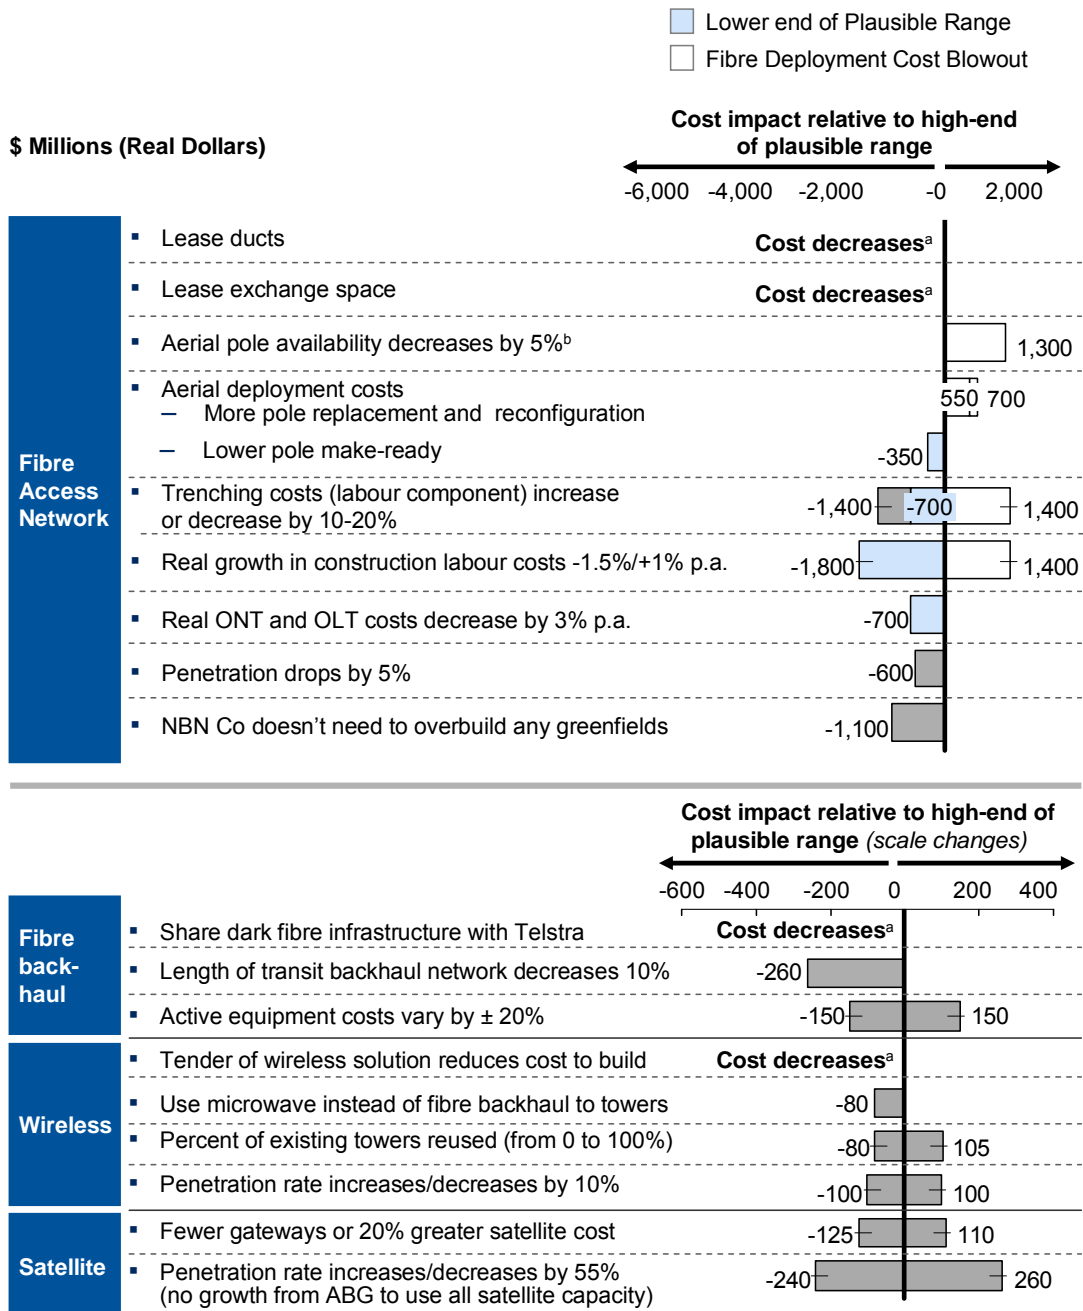 Lower end of Plausible Range
Fibre Deployment Cost Blowout
Cost impact relative to high-end
of plausible range
$ Millions (Real Dollars)
-6,000 -4,000 -2,000 -0 2,000
Fibre
Access
Network
▪ Lease ducts Cost decreasesᵃ
▪ Lease exchange space Cost decreasesᵃ
▪ Aerial pole availability decreases by 5%ᵇ 1,300
▪ Aerial deployment costs
– More pole replacement and reconfiguration 550 700
– Lower pole make-ready -350
▪ Trenching costs (labour component) increase
or decrease by 10-20% -1,400 -700 1,400
▪ Real growth in construction labour costs -1.5%/+1% p.a. -1,800 1,400
▪ Real ONT and OLT costs decrease by 3% p.a. -700
▪ Penetration drops by 5% -600
▪ NBN Co doesn’t need to overbuild any greenfields -1,100
Cost impact relative to high-end of
plausible range (scale changes)
-600 -400 -200 0 200 400
Fibre
back-
haul
▪ Share dark fibre infrastructure with Telstra Cost decreasesᵃ
▪ Length of transit backhaul network decreases 10% -260
▪ Active equipment costs vary by ± 20% -150 150
Wireless
▪ Tender of wireless solution reduces cost to build Cost decreasesᵃ
▪ Use microwave instead of fibre backhaul to towers -80
▪ Percent of existing towers reused (from 0 to 100%) -80 105
▪ Penetration rate increases/decreases by 10% -100 100
Satellite
▪ Fewer gateways or 20% greater satellite cost -125 110
▪ Penetration rate increases/decreases by 55% -240 260
(no growth from ABG to use all satellite capacity)